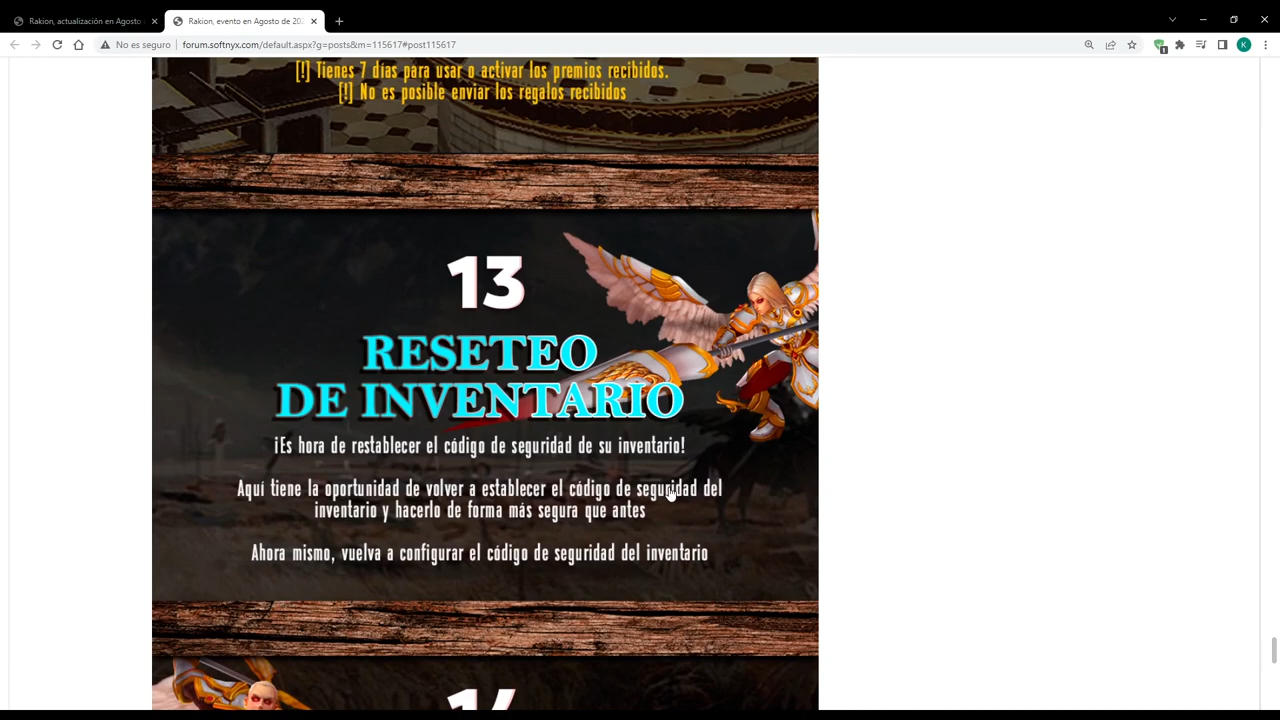 Rakion, actualización en Agosto
Rakion, evento en Agosto de 202
No es seguro
forum.softnyx.com/default.aspx?g=posts&m=115617#post115617
1
K
[!] Tienes 7 días para usar o activar los premios recibidos.
[!] No es posible enviar los regalos recibidos
13
RESETEO
DE INVENTARIO
¡Es hora de restablecer el código de seguridad de su inventario!
Aquí tiene la oportunidad de volver a establecer el código de seguridad del
inventario y hacerlo de forma más segura que antes
Ahora mismo, vuelva a configurar el código de seguridad del inventario
14